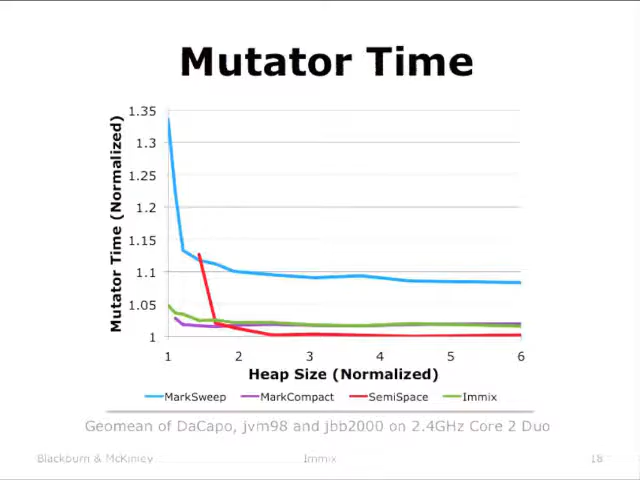 Mutator Time
Mutator Time (Normalized)
1.35
1.3
1.25
1.2
1.15
1.1
1.05
1
1 2 3 4 5 6
Heap Size (Normalized)
MarkSweep MarkCompact SemiSpace Immix
Geomean of DaCapo, jvm98 and jbb2000 on 2.4GHz Core 2 Duo
Blackburn & McKinley Immix 18